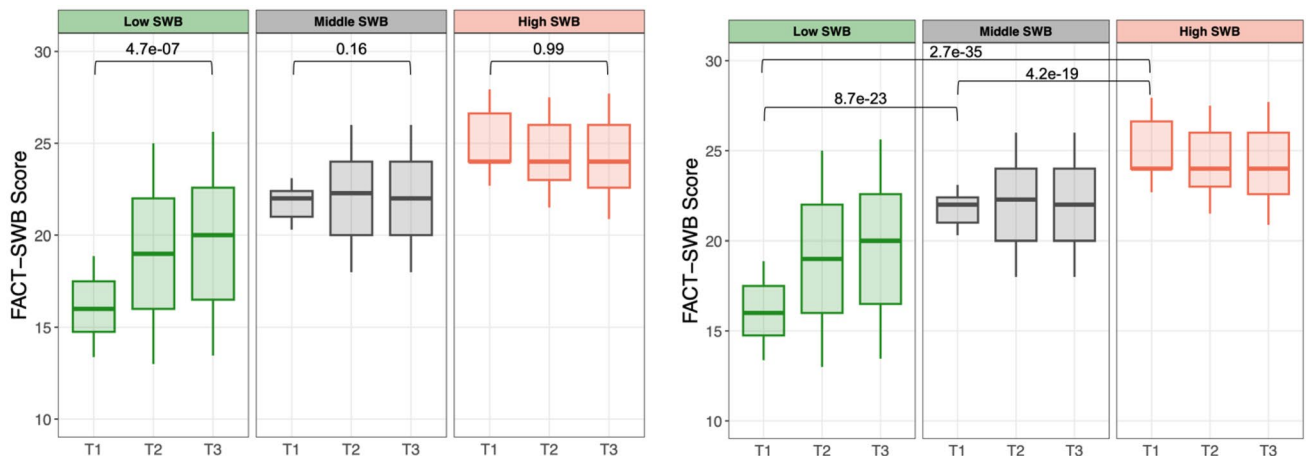 Low SWB Middle SWB High SWB
4.7e-07 0.16 0.99
30
25
20
15
10
FACT-SWB Score
T1 T2 T3 T1 T2 T3 T1 T2 T3
Low SWB Middle SWB High SWB
2.7e-35
4.2e-19
8.7e-23
30
25
20
15
10
FACT-SWB Score
T1 T2 T3 T1 T2 T3 T1 T2 T3